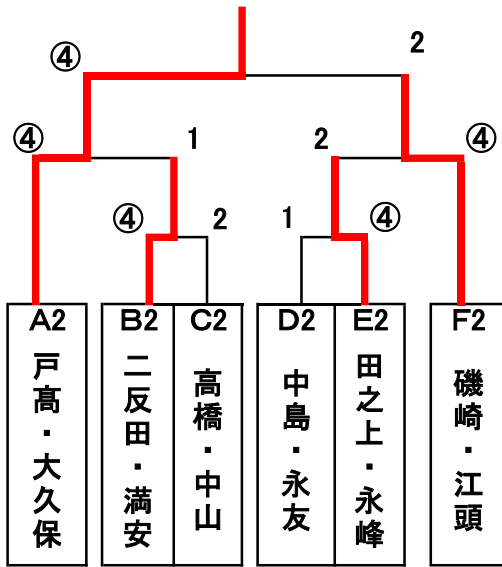 ④ 2
④ 1 2 ④
④ 2 1 ④
A2 B2 C2 D2 E2 F2
戸髙・大久保
二反田・満安
高橋・中山
中島・永友
田之上・永峰
磯崎・江頭